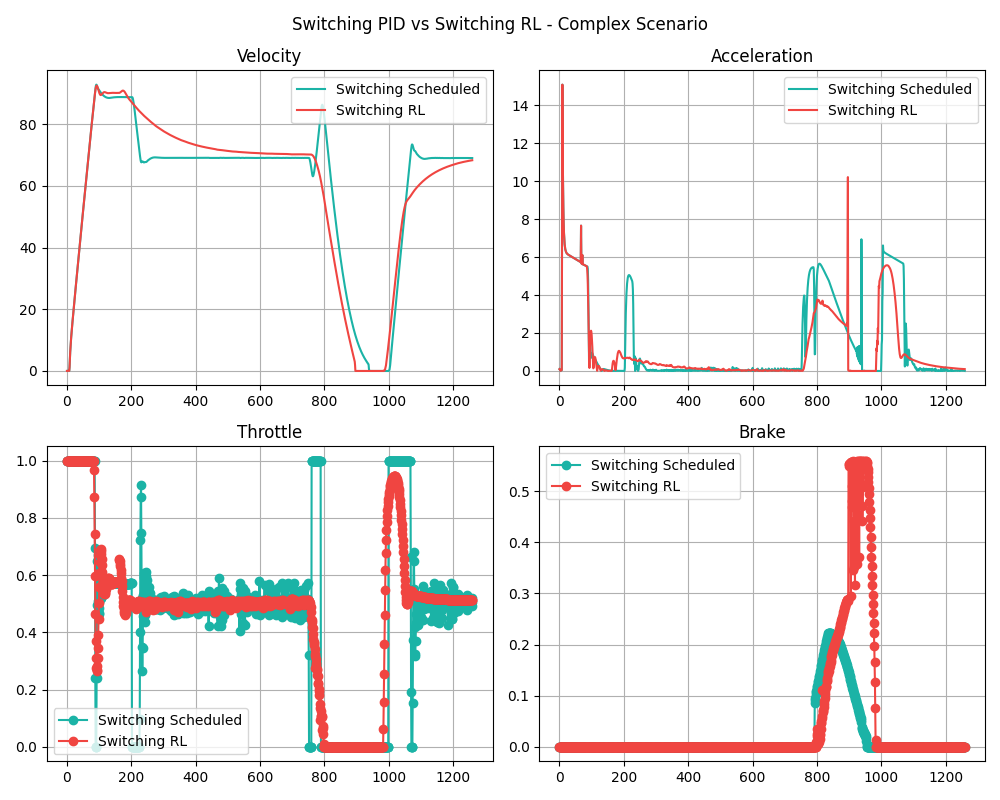 Switching PID vs Switching RL - Complex Scenario
Velocity
Switching Scheduled
Switching RL
80
60
40
20
0
0 200 400 600 800 1000 1200
Acceleration
Switching Scheduled
Switching RL
14
12
10
8
6
4
2
0
0 200 400 600 800 1000 1200
Throttle
1.0
0.8
0.6
0.4
0.2
0.0
Switching Scheduled
Switching RL
0 200 400 600 800 1000 1200
Brake
Switching Scheduled
Switching RL
0.5
0.4
0.3
0.2
0.1
0.0
0 200 400 600 800 1000 1200